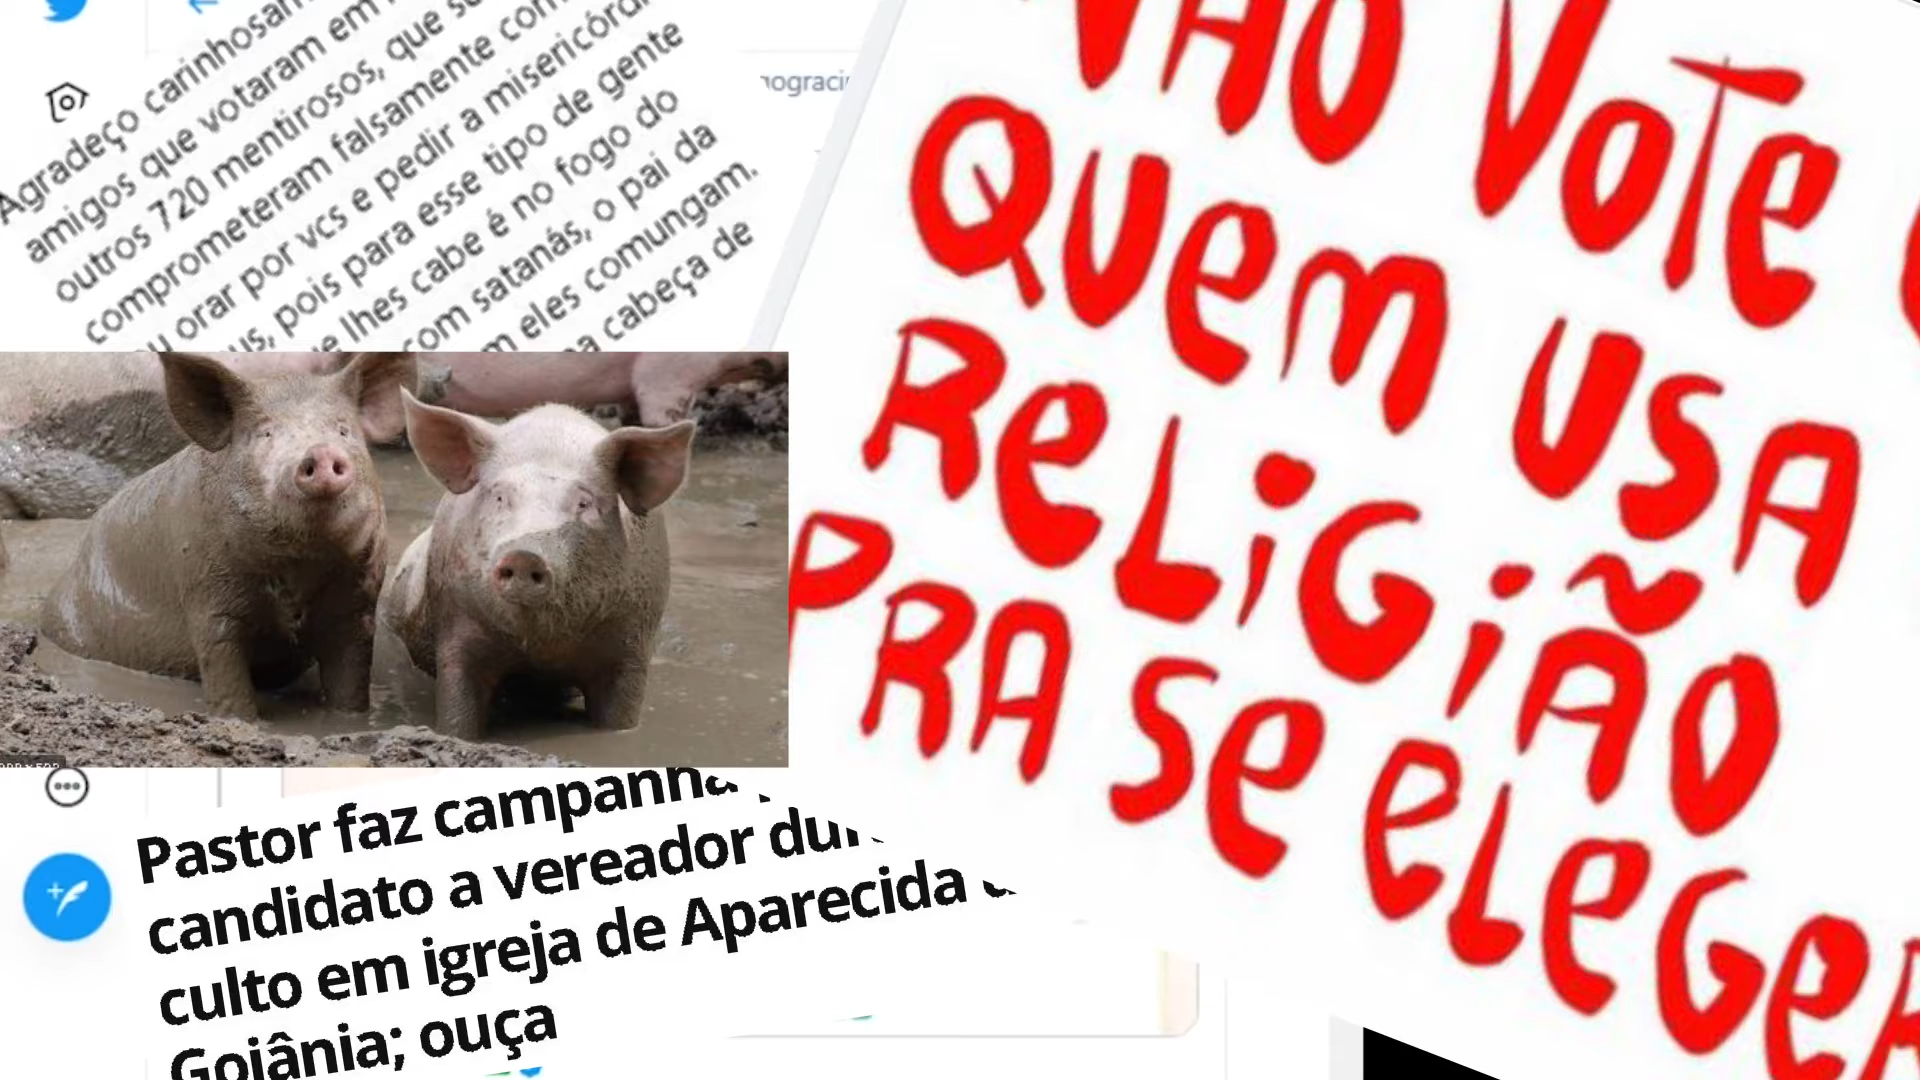 Agradeço carinhosam
amigos que votaram em
outros 720 mentirosos, que
comprometeram falsamente com
orar por vcs e pedir a misericórdi
pois para esse tipo de gente
lhes cabe é no fogo do
com satanás, o pai da
eles comungam.
cabeça de
NÃO VoTe
Quem usA
ReLiGiÃO
PRA Se eLeGeR
Pastor faz campanha
candidato a vereador
culto em igreja de Aparecida
Goiânia; ouça